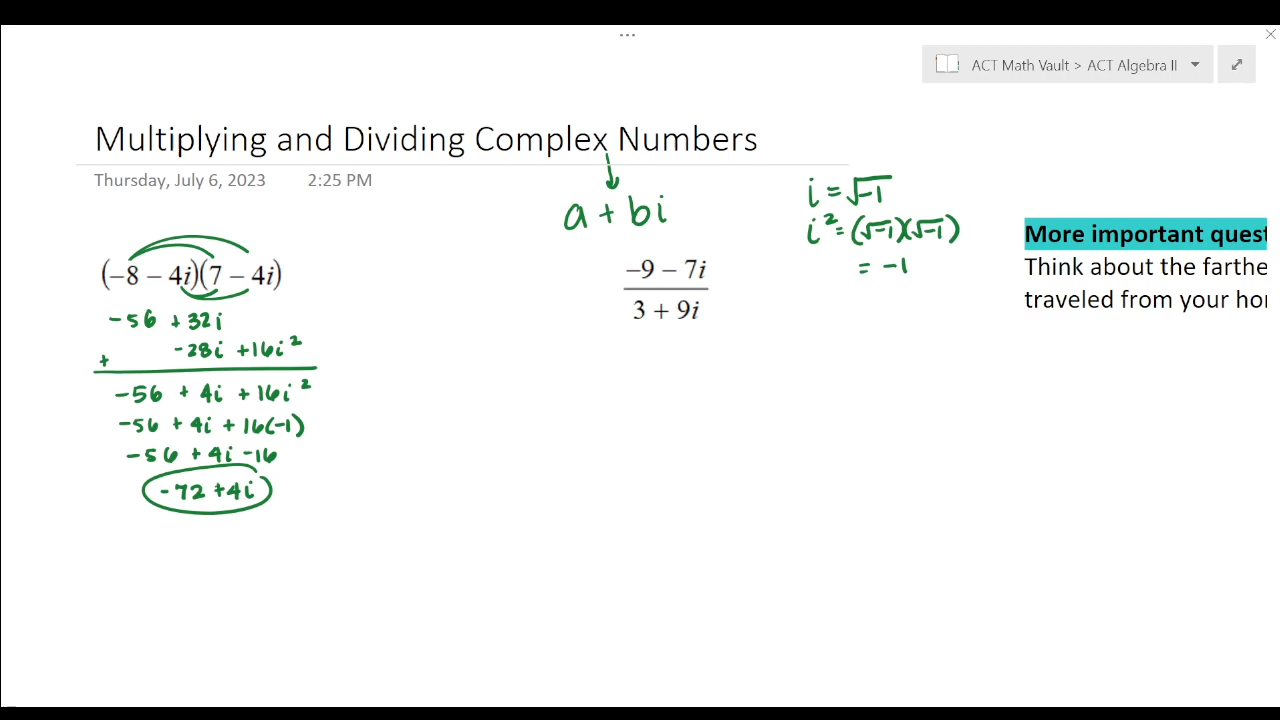 ...
ACT Math Vault > ACT Algebra II
Multiplying and Dividing Complex Numbers
Thursday, July 6, 2023 2:25 PM
a + bi
i = √-1
i² = (√-1)(√-1)
= -1
(−8 − 4i)(7 − 4i)
-56 + 32i
+ -28i +16i²
-56 + 4i + 16i²
-56 + 4i + 16(-1)
-56 + 4i -16
-72 +4i
−9 − 7i
3 + 9i
More important quest
Think about the farthe
traveled from your hor